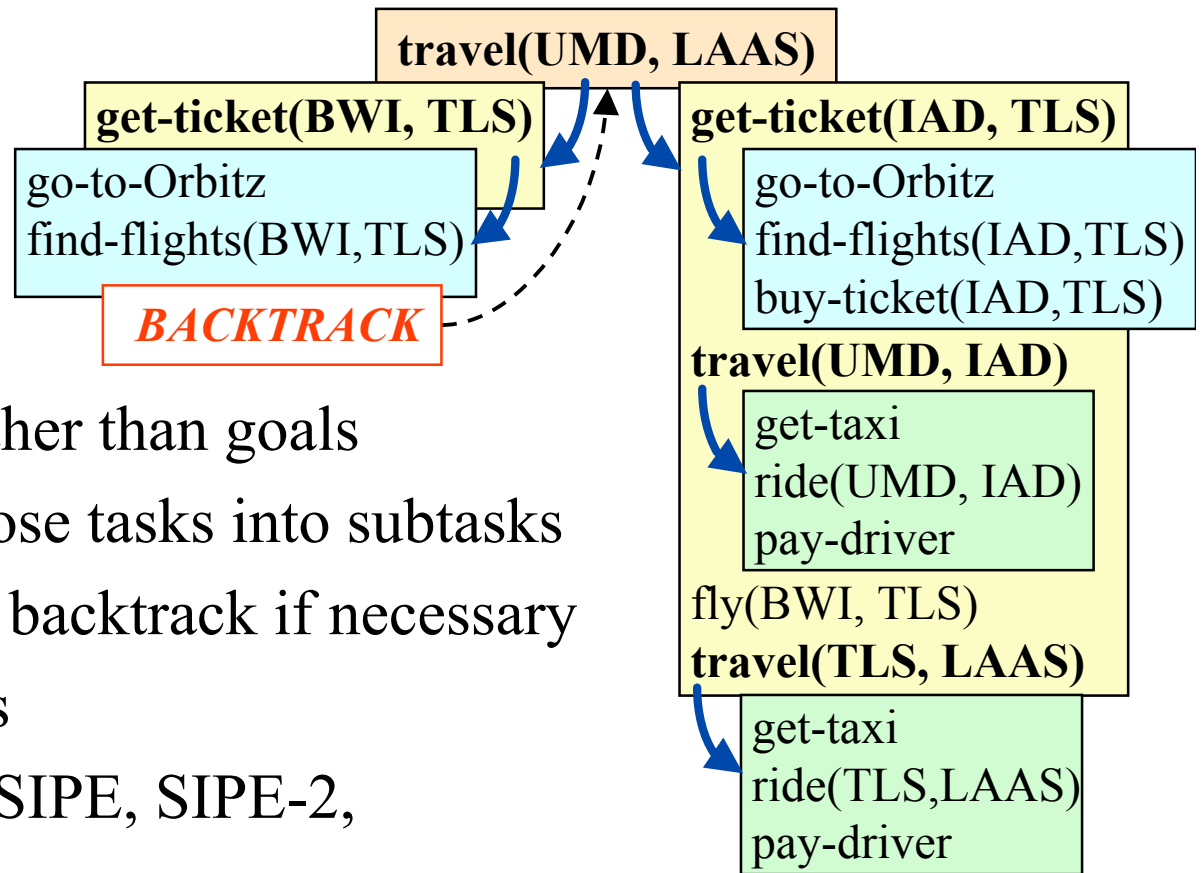 travel(UMD, LAAS)
get-ticket(BWI, TLS)
go-to-Orbitz
find-flights(BWI,TLS)
BACKTRACK
get-ticket(IAD, TLS)
go-to-Orbitz
find-flights(IAD,TLS)
buy-ticket(IAD,TLS)
travel(UMD, IAD)
get-taxi
ride(UMD, IAD)
pay-driver
fly(BWI, TLS)
travel(TLS, LAAS)
get-taxi
ride(TLS,LAAS)
pay-driver
her than goals
ose tasks into subtasks
backtrack if necessary
s
SIPE, SIPE-2,